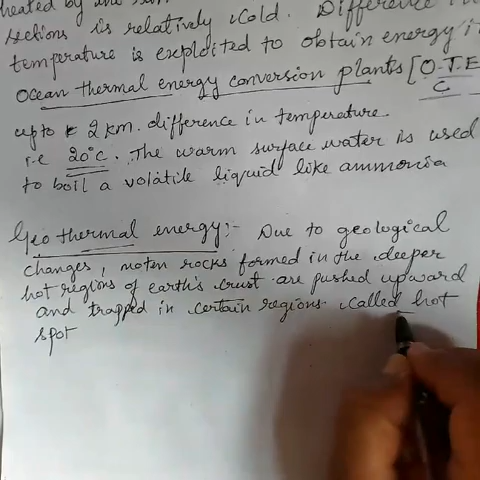 heated by the sun
sections is relatively cold. Difference in
temperature is exploited to obtain energy i
ocean thermal energy conversion plants [O.T.E
C
upto 2 km. difference in temperature.
i.e 20°C. The warm surface water is used
to boil a volatile liquid like ammonia
Geothermal energy:- Due to geological
changes, molten rocks formed in the deeper
hot regions of earth's crust are pushed upward
and trapped in certain regions called hot
spot